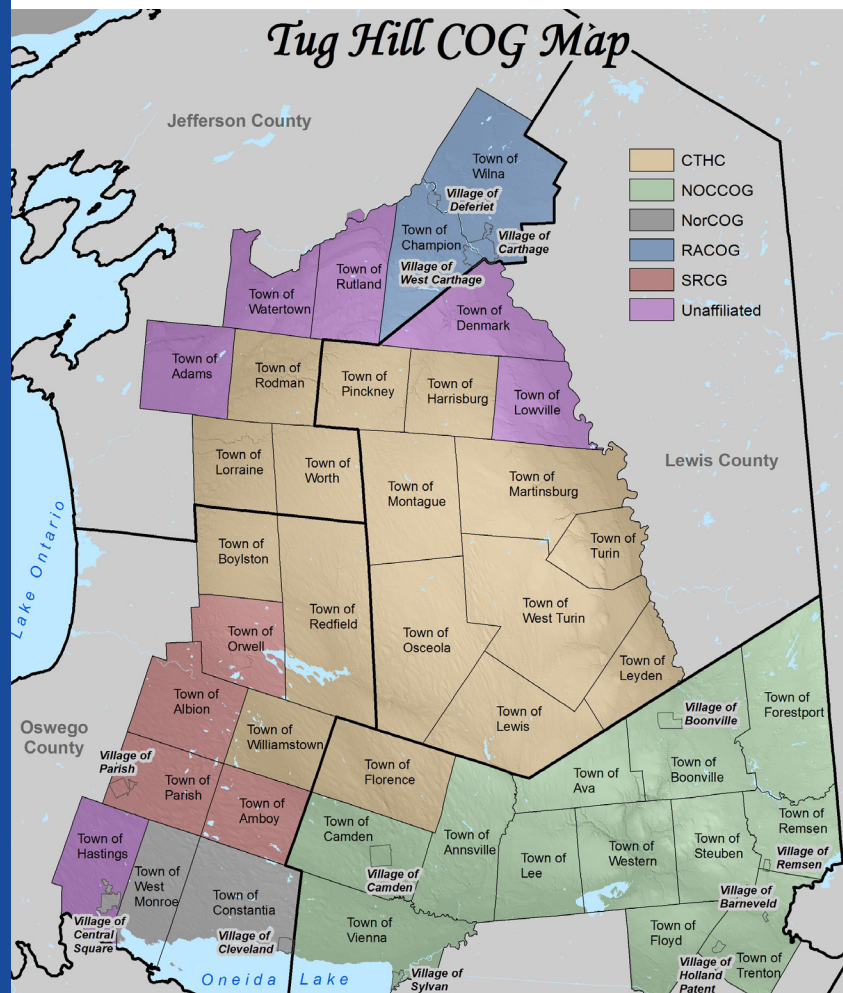 Tug Hill COG Map
Jefferson County
CTHC
NOCCOG
NorCOG
RACOG
SRCG
Unaffiliated
Town of
Wilna
Village of
Deferiet
Town of
Champion
Village of
Carthage
Village of
West Carthage
Town of
Rutland
Town of
Watertown
Town of
Denmark
Town of
Adams
Town of
Rodman
Town of
Pinckney
Town of
Harrisburg
Town of
Lowville
Town of
Lorraine
Town of
Worth
Town of
Montague
Town of
Martinsburg
Lewis County
Town of
Turin
Lake Ontario
Town of
Boylston
Town of
Redfield
Town of
Osceola
Town of
West Turin
Town of
Orwell
Town of
Leyden
Town of
Albion
Town of
Lewis
Village of
Boonville
Town of
Forestport
Oswego
County
Town of
Williamstown
Village of
Parish
Town of
Parish
Town of
Florence
Town of
Ava
Town of
Boonville
Town of
Amboy
Town of
Camden
Town of
Annsville
Town of
Lee
Town of
Western
Town of
Steuben
Town of
Remsen
Village of
Remsen
Town of
Hastings
Town of
West
Monroe
Town of
Constantia
Village of
Camden
Village of
Barneveld
Village of
Central
Square
Village of
Cleveland
Town of
Vienna
Town of
Floyd
Village of
Holland
Patent
Town of
Trenton
Oneida Lake
Village of
Sylvan